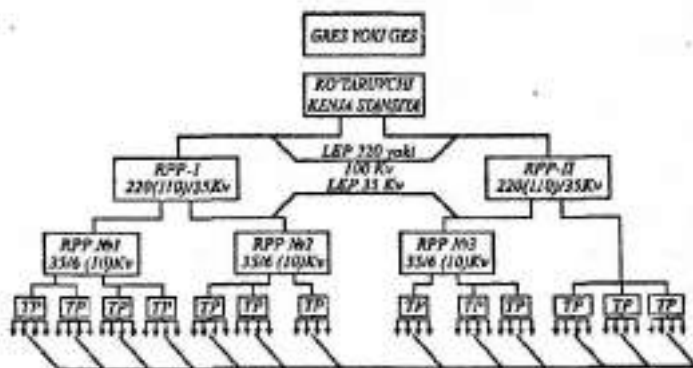 GRES YOKI GES
KO'TARUVCHI
KENJA STANSIYA
LEP 220 yoki
100 Kv
LEP 35 Kv
RPP-I
220(110)/35Kv
RPP-II
220(110)/35Kv
RPP №1
35/6 (10)Kv
RPP №2
35/6 (10)Kv
RPP №3
35/6 (10)Kv
TP TP TP TP TP TP TP TP TP TP TP TP TP